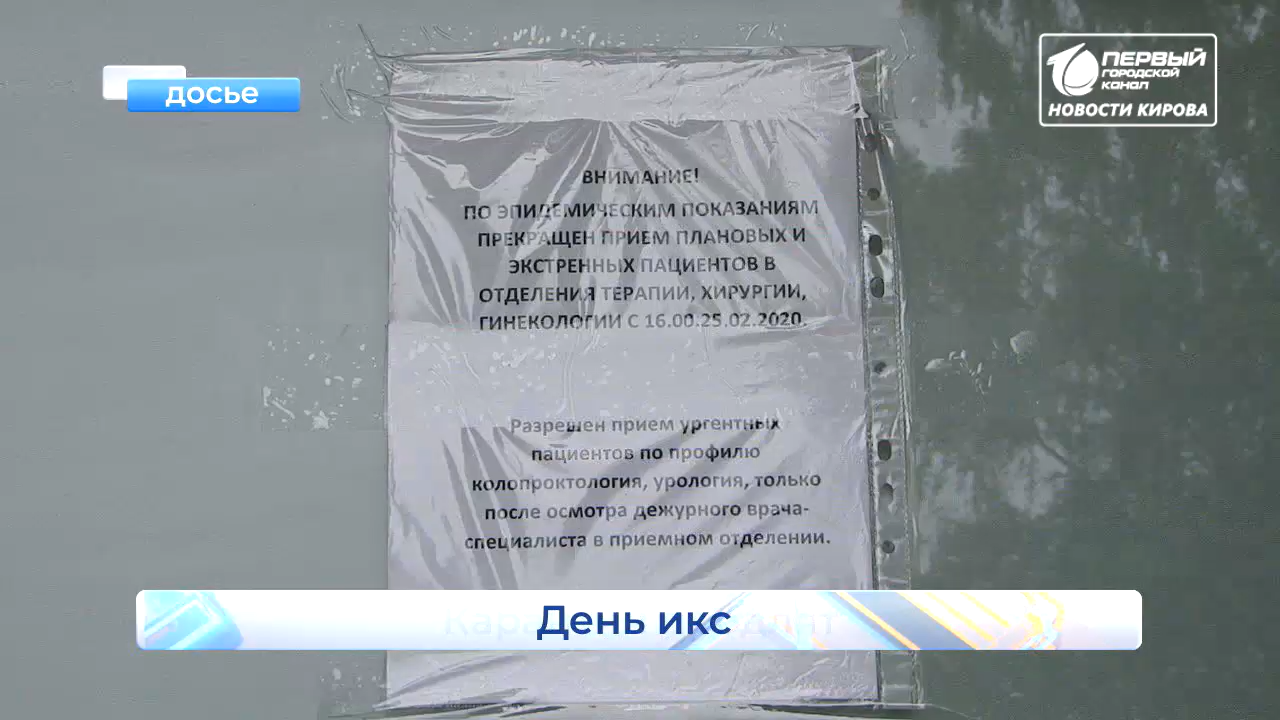 досье
ПЕРВЫЙ
ГОРОДСКОЙ
КАНАЛ
НОВОСТИ КИРОВА
ВНИМАНИЕ!
ПО ЭПИДЕМИЧЕСКИМ ПОКАЗАНИЯМ
ПРЕКРАЩЕН ПРИЕМ ПЛАНОВЫХ И
ЭКСТРЕННЫХ ПАЦИЕНТОВ В
ОТДЕЛЕНИЯ ТЕРАПИИ, ХИРУРГИИ,
ГИНЕКОЛОГИИ С 16.00.25.02.2020.
Разрешен прием ургентных
пациентов по профилю
колопроктология, урология, только
после осмотра дежурного врача-
специалиста в приемном отделении.
День икс